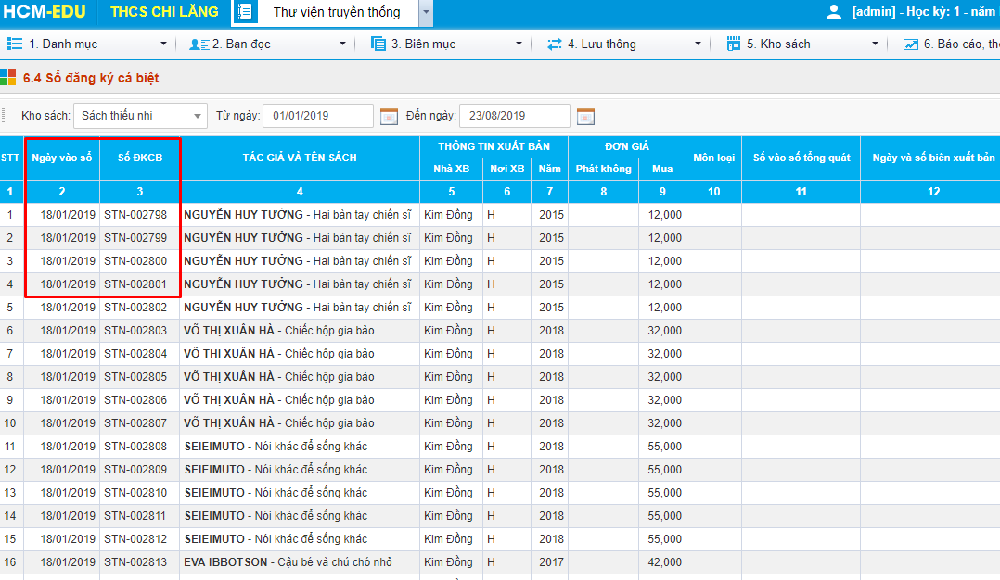 HCM-EDU THCS CHI LĂNG Thư viện truyền thống [admin] - Học kỳ: 1 - năm
1. Danh mục 2. Bạn đọc 3. Biên mục 4. Lưu thông 5. Kho sách 6. Báo cáo,
6.4 Sổ đăng ký cá biệt
Kho sách: Sách thiếu nhi Từ ngày: 01/01/2019 Đến ngày: 23/08/2019
STT Ngày vào sổ Số ĐKCB TÁC GIẢ VÀ TÊN SÁCH THÔNG TIN XUẤT BẢN ĐƠN GIÁ Môn loại Số vào sổ tổng quát Ngày và số biên xuất bản
Nhà XB Nơi XB Năm Phát không Mua
1 2 3 4 5 6 7 8 9 10 11 12
1 18/01/2019 STN-002798 NGUYỄN HUY TƯỞNG - Hai bàn tay chiến sĩ Kim Đồng H 2015 12,000
2 18/01/2019 STN-002799 NGUYỄN HUY TƯỞNG - Hai bàn tay chiến sĩ Kim Đồng H 2015 12,000
3 18/01/2019 STN-002800 NGUYỄN HUY TƯỞNG - Hai bàn tay chiến sĩ Kim Đồng H 2015 12,000
4 18/01/2019 STN-002801 NGUYỄN HUY TƯỞNG - Hai bàn tay chiến sĩ Kim Đồng H 2015 12,000
5 18/01/2019 STN-002802 NGUYỄN HUY TƯỞNG - Hai bàn tay chiến sĩ Kim Đồng H 2015 12,000
6 18/01/2019 STN-002803 VÕ THỊ XUÂN HÀ - Chiếc hộp gia bảo Kim Đồng H 2018 32,000
7 18/01/2019 STN-002804 VÕ THỊ XUÂN HÀ - Chiếc hộp gia bảo Kim Đồng H 2018 32,000
8 18/01/2019 STN-002805 VÕ THỊ XUÂN HÀ - Chiếc hộp gia bảo Kim Đồng H 2018 32,000
9 18/01/2019 STN-002806 VÕ THỊ XUÂN HÀ - Chiếc hộp gia bảo Kim Đồng H 2018 32,000
10 18/01/2019 STN-002807 VÕ THỊ XUÂN HÀ - Chiếc hộp gia bảo Kim Đồng H 2018 32,000
11 18/01/2019 STN-002808 SEIEIMUTO - Nói khác để sống khác Kim Đồng H 2018 55,000
12 18/01/2019 STN-002809 SEIEIMUTO - Nói khác để sống khác Kim Đồng H 2018 55,000
13 18/01/2019 STN-002810 SEIEIMUTO - Nói khác để sống khác Kim Đồng H 2018 55,000
14 18/01/2019 STN-002811 SEIEIMUTO - Nói khác để sống khác Kim Đồng H 2018 55,000
15 18/01/2019 STN-002812 SEIEIMUTO - Nói khác để sống khác Kim Đồng H 2018 55,000
16 18/01/2019 STN-002813 EVA IBBOTSON - Cậu bé và chú chó nhỏ Kim Đồng H 2017 42,000